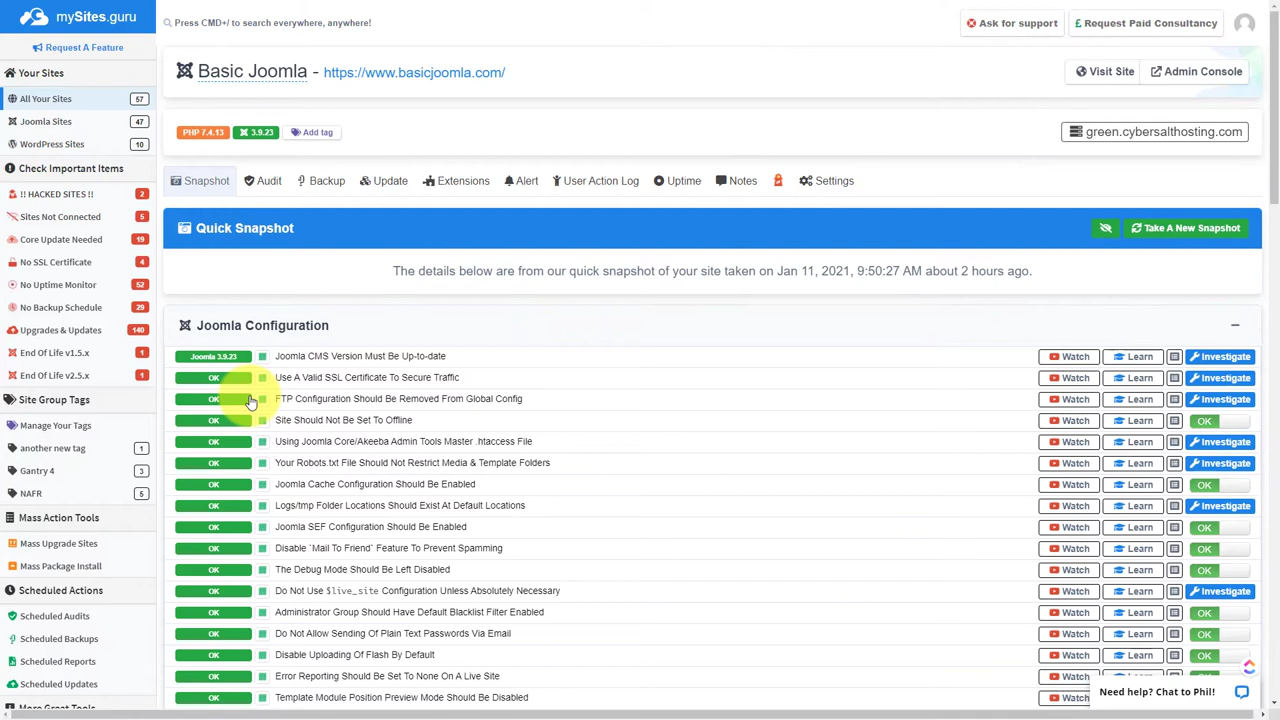 mySites.guru
Press CMD+/ to search everywhere, anywhere!
Ask for support
£ Request Paid Consultancy
Request A Feature
Your Sites
All Your Sites 57
Joomla Sites 47
WordPress Sites 10
Check Important Items
!! HACKED SITES !! 2
Sites Not Connected 5
Core Update Needed 19
No SSL Certificate 4
No Uptime Monitor 52
No Backup Schedule 29
Upgrades & Updates 140
End Of Life v1.5.x 1
End Of Life v2.5.x 1
Site Group Tags
Manage Your Tags
another new tag 1
Gantry 4 3
NAFR 5
Mass Action Tools
Mass Upgrade Sites
Mass Package Install
Scheduled Actions
Scheduled Audits
Scheduled Backups
Scheduled Reports
Scheduled Updates
More Great Tools
Basic Joomla - https://www.basicjoomla.com/
Visit Site Admin Console
PHP 7.4.13 3.9.23 Add tag
green.cybersalthosting.com
Snapshot Audit Backup Update Extensions Alert User Action Log Uptime Notes Settings
Quick Snapshot
Take A New Snapshot
The details below are from our quick snapshot of your site taken on Jan 11, 2021, 9:50:27 AM about 2 hours ago.
Joomla Configuration
Joomla 3.9.23 Joomla CMS Version Must Be Up-to-date Watch Learn Investigate
OK Use A Valid SSL Certificate To Secure Traffic Watch Learn Investigate
OK FTP Configuration Should Be Removed From Global Config Watch Learn Investigate
OK Site Should Not Be Set To Offline Watch Learn OK
OK Using Joomla Core/Akeeba Admin Tools Master .htaccess File Watch Learn Investigate
OK Your Robots.txt File Should Not Restrict Media & Template Folders Watch Learn Investigate
OK Joomla Cache Configuration Should Be Enabled Watch Learn OK
OK Logs/tmp Folder Locations Should Exist At Default Locations Watch Learn Investigate
OK Joomla SEF Configuration Should Be Enabled Watch Learn OK
OK Disable `Mail To Friend` Feature To Prevent Spamming Watch Learn OK
OK The Debug Mode Should Be Left Disabled Watch Learn OK
OK Do Not Use $live_site Configuration Unless Absolutely Necessary Watch Learn Investigate
OK Administrator Group Should Have Default Blacklist Filter Enabled Watch Learn OK
OK Do Not Allow Sending Of Plain Text Passwords Via Email Watch Learn OK
OK Disable Uploading Of Flash By Default Watch Learn OK
OK Error Reporting Should Be Set To None On A Live Site Watch Learn
OK Template Module Position Preview Mode Should Be Disabled Watch
Need help? Chat to Phil!